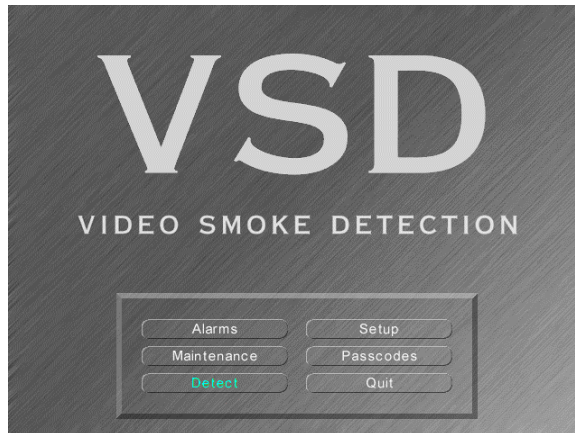 VSD
VIDEO SMOKE DETECTION
Alarms Setup
Maintenance Passcodes
Detect Quit